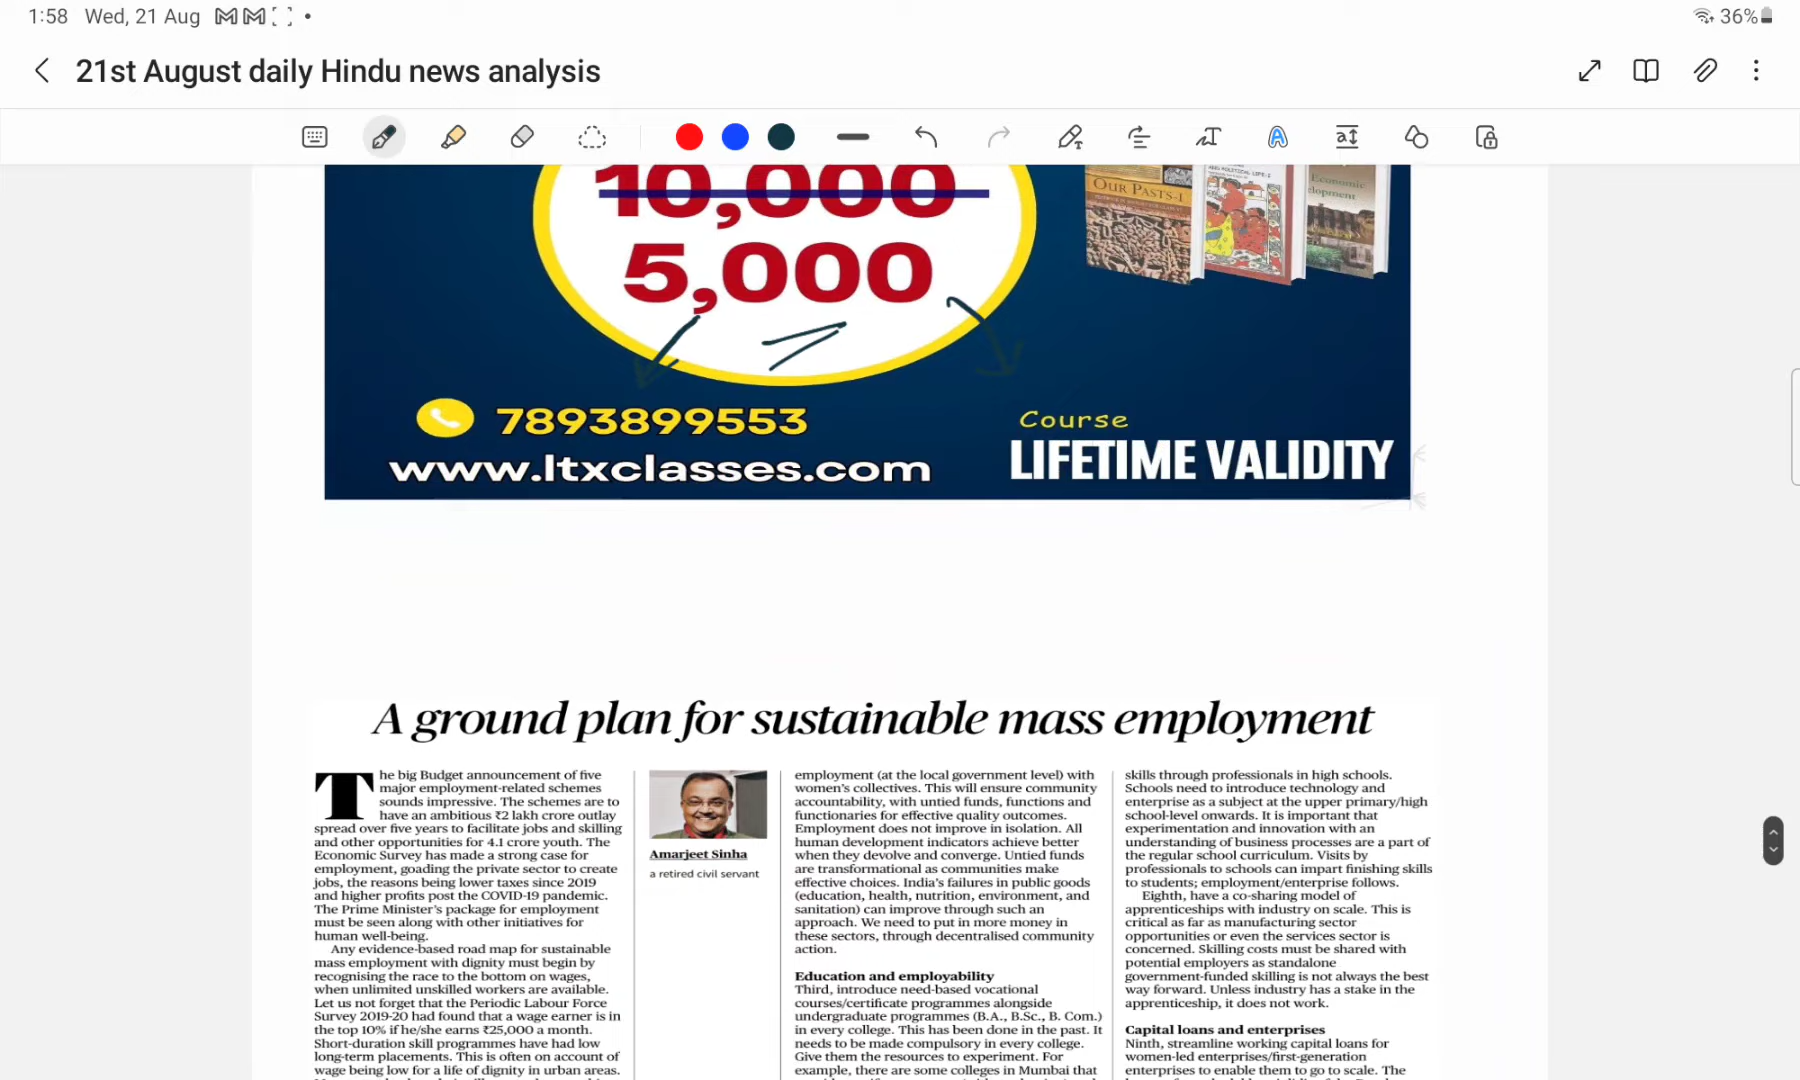 1:58 Wed, 21 Aug
36%
21st August daily Hindu news analysis
10,000
5,000
OUR PASTS-I
Economic
7893899553
www.ltxclasses.com
Course
LIFETIME VALIDITY
A ground plan for sustainable mass employment
The big Budget announcement of five
major employment-related schemes
sounds impressive. The schemes are to
have an ambitious ₹2 lakh crore outlay
spread over five years to facilitate jobs and skilling
and other opportunities for 4.1 crore youth. The
Economic Survey has made a strong case for
employment, goading the private sector to create
jobs, the reasons being lower taxes since 2019
and higher profits post the COVID-19 pandemic.
The Prime Minister's package for employment
must be seen along with other initiatives for
human well-being.
Any evidence-based road map for sustainable
mass employment with dignity must begin by
recognising the race to the bottom on wages,
when unlimited unskilled workers are available.
Let us not forget that the Periodic Labour Force
Survey 2019-20 had found that a wage earner is in
the top 10% if he/she earns ₹25,000 a month.
Short-duration skill programmes have had low
long-term placements. This is often on account of
wage being low for a life of dignity in urban areas.
Amarjeet Sinha
a retired civil servant
employment (at the local government level) with
women's collectives. This will ensure community
accountability, with untied funds, functions and
functionaries for effective quality outcomes.
Employment does not improve in isolation. All
human development indicators achieve better
when they devolve and converge. Untied funds
are transformational as communities make
effective choices. India's failures in public goods
(education, health, nutrition, environment, and
sanitation) can improve through such an
approach. We need to put in more money in
these sectors, through decentralised community
action.
Education and employability
Third, introduce need-based vocational
courses/certificate programmes alongside
undergraduate programmes (B.A., B.Sc., B. Com.)
in every college. This has been done in the past. It
needs to be made compulsory in every college.
Give them the resources to experiment. For
example, there are some colleges in Mumbai that
skills through professionals in high schools.
Schools need to introduce technology and
enterprise as a subject at the upper primary/high
school-level onwards. It is important that
experimentation and innovation with an
understanding of business processes are a part of
the regular school curriculum. Visits by
professionals to schools can impart finishing skills
to students; employment/enterprise follows.
Eighth, have a co-sharing model of
apprenticeships with industry on scale. This is
critical as far as manufacturing sector
opportunities or even the services sector is
concerned. Skilling costs must be shared with
potential employers as standalone
government-funded skilling is not always the best
way forward. Unless industry has a stake in the
apprenticeship, it does not work.
Capital loans and enterprises
Ninth, streamline working capital loans for
women-led enterprises/first-generation
enterprises to enable them to go to scale. The